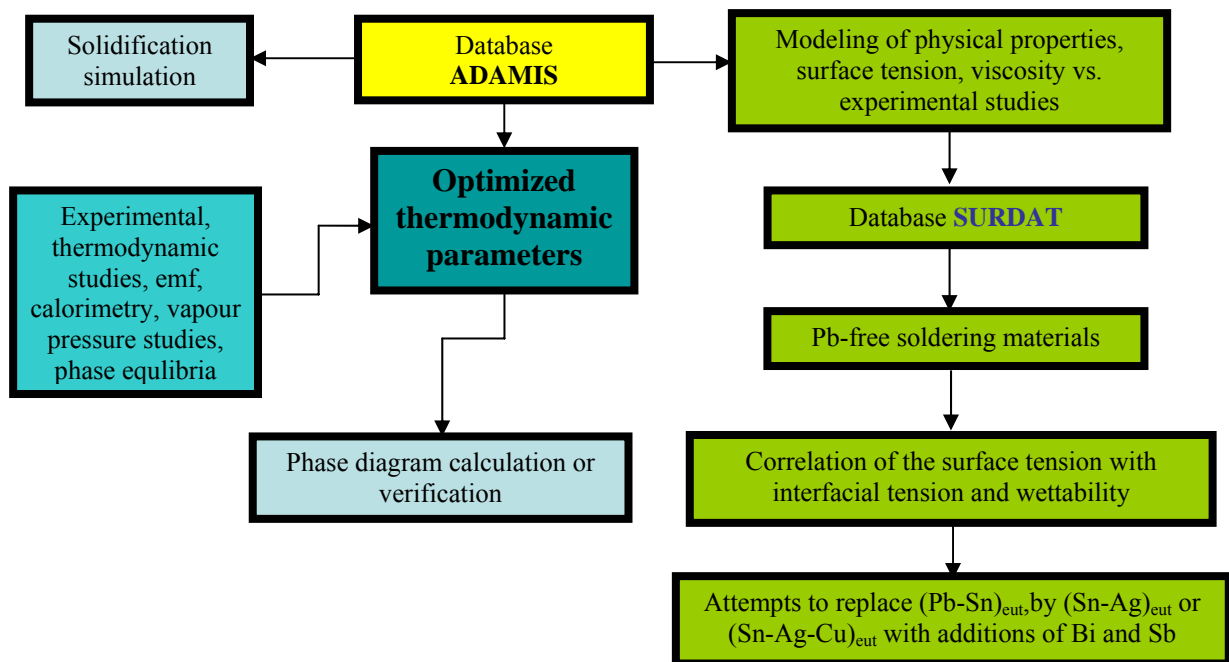 Solidification
simulation
Database
ADAMIS
Modeling of physical properties,
surface tension, viscosity vs.
experimental studies
Optimized
thermodynamic
parameters
Experimental,
thermodynamic
studies, emf,
calorimetry, vapour
pressure studies,
phase equlibria
Database SURDAT
Pb-free soldering materials
Phase diagram calculation or
verification
Correlation of the surface tension with
interfacial tension and wettability
Attempts to replace (Pb-Sn)eut,by (Sn-Ag)eut or
(Sn-Ag-Cu)eut with additions of Bi and Sb